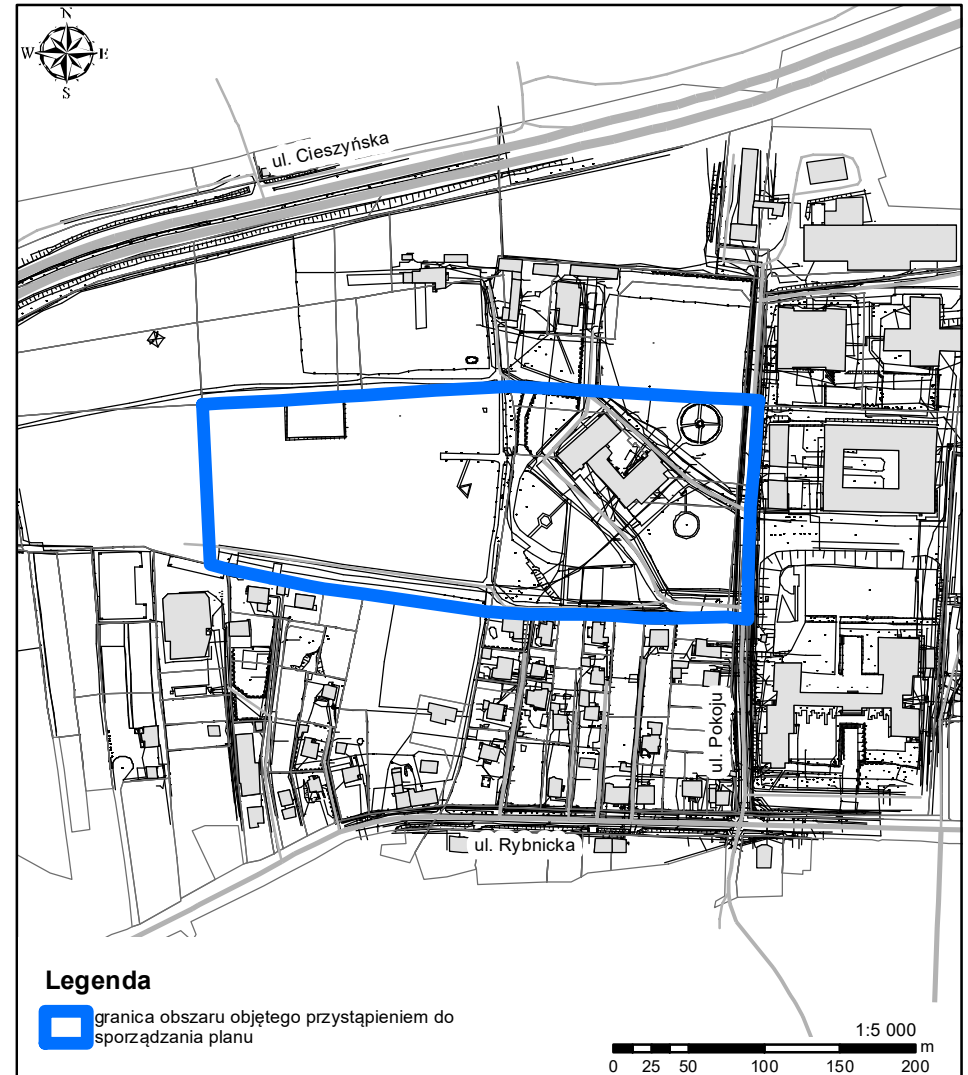 N
W E
S
ul. Cieszyńska
ul. Pokoju
ul. Rybnicka
Legenda
granica obszaru objętego przystąpieniem do
sporządzania planu
1:5 000
m
0 25 50 100 150 200